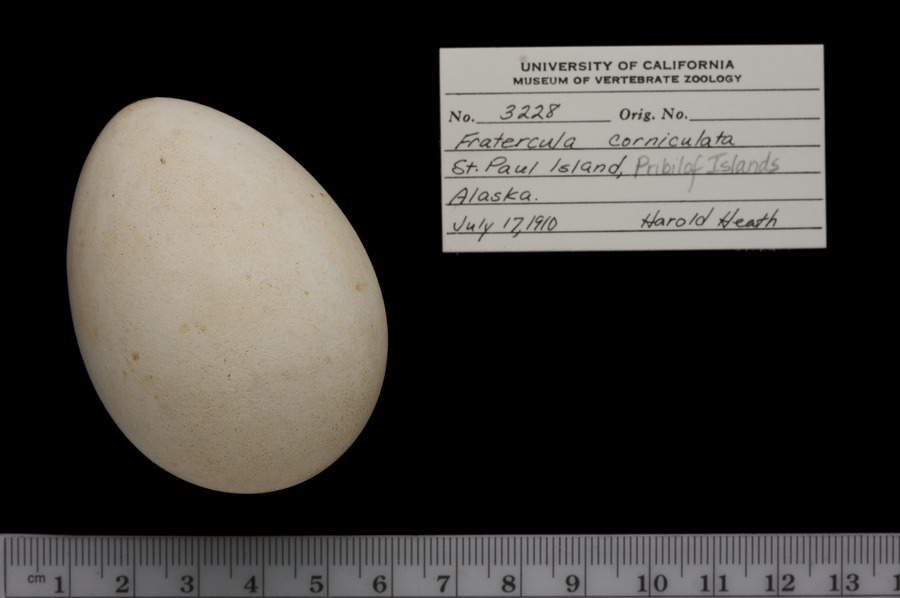 UNIVERSITY OF CALIFORNIA
MUSEUM OF VERTEBRATE ZOOLOGY
No. 3228 Orig. No.
Fratercula corniculata
St. Paul Island, Pribilof Islands
Alaska.
July 17, 1910 Harold Heath
cm 1 2 3 4 5 6 7 8 9 10 11 12 13